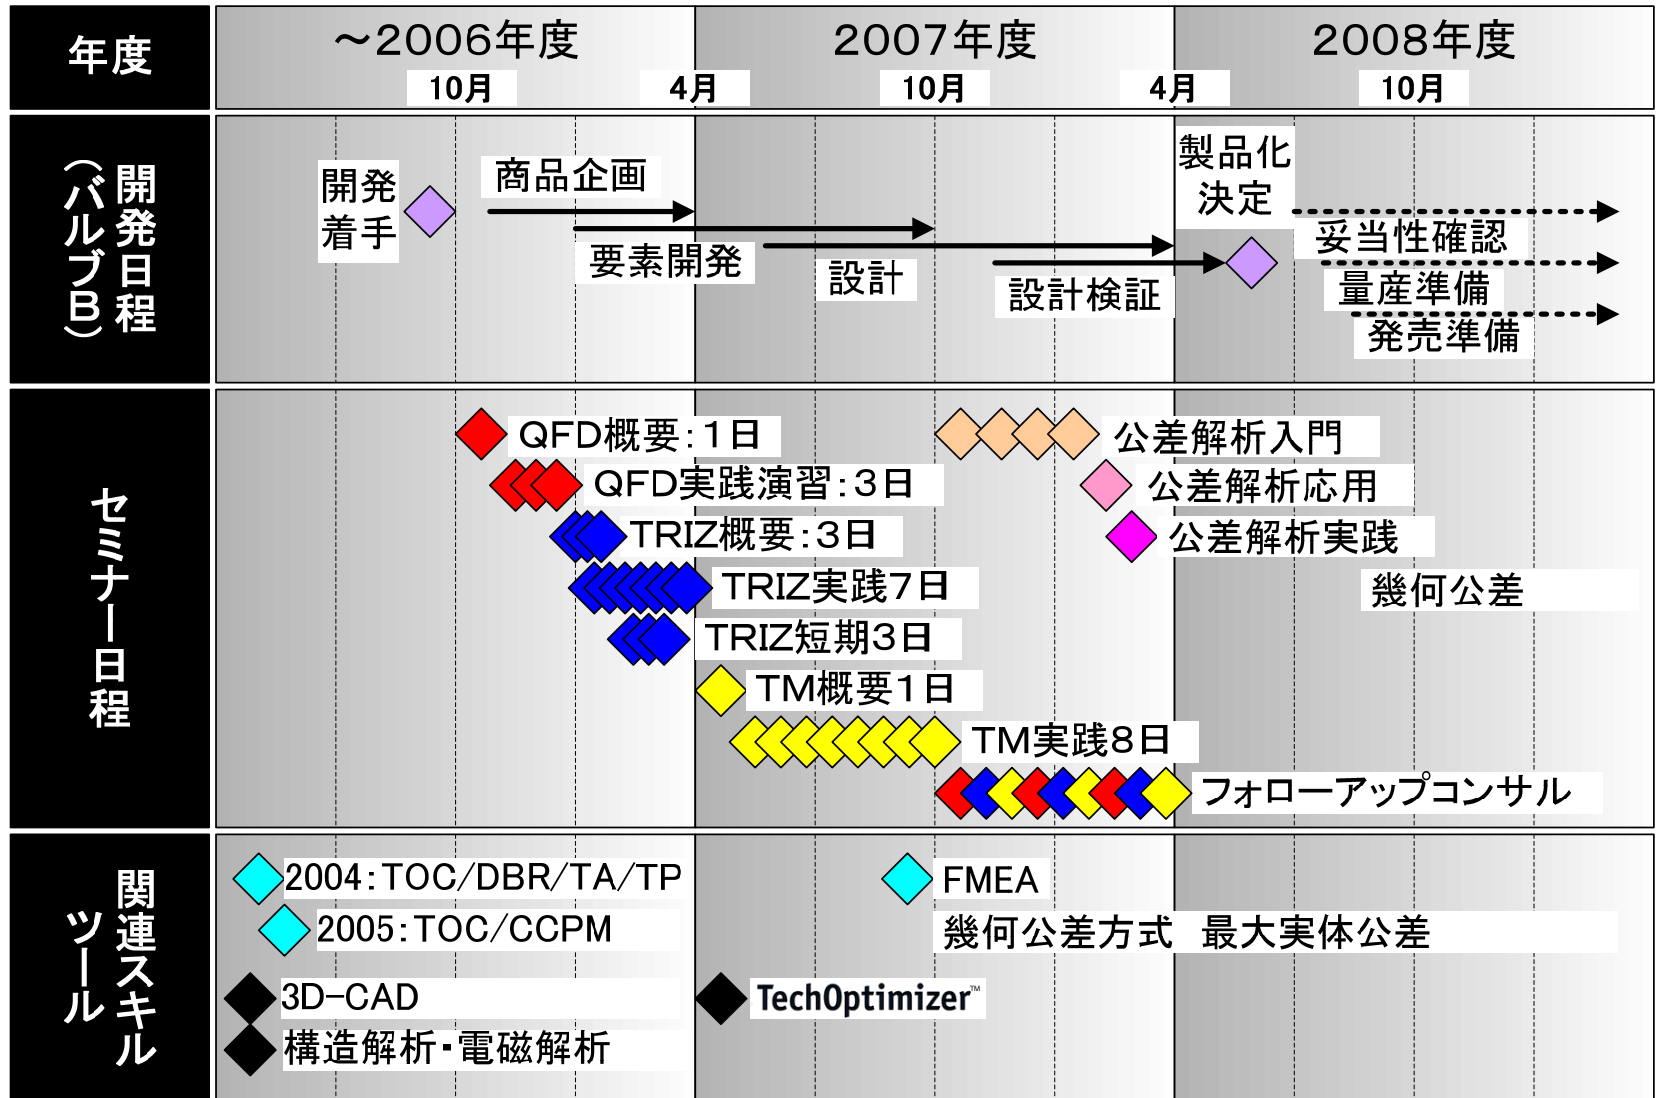 年度
～2006年度
2007年度
2008年度
10月
4月
10月
4月
10月
開発日程
（バルブB）
開発
着手
商品企画
要素開発
設計
設計検証
製品化
決定
妥当性確認
量産準備
発売準備
セミナー日程
QFD概要：1日
公差解析入門
QFD実践演習：3日
公差解析応用
TRIZ概要：3日
公差解析実践
TRIZ実践7日
幾何公差
TRIZ短期3日
TM概要1日
TM実践8日
フォローアップコンサル
関連スキル
ツール
2004：TOC/DBR/TA/TP
FMEA
2005：TOC/CCPM
幾何公差方式　最大実体公差
3D-CAD
TechOptimizer™
構造解析・電磁解析